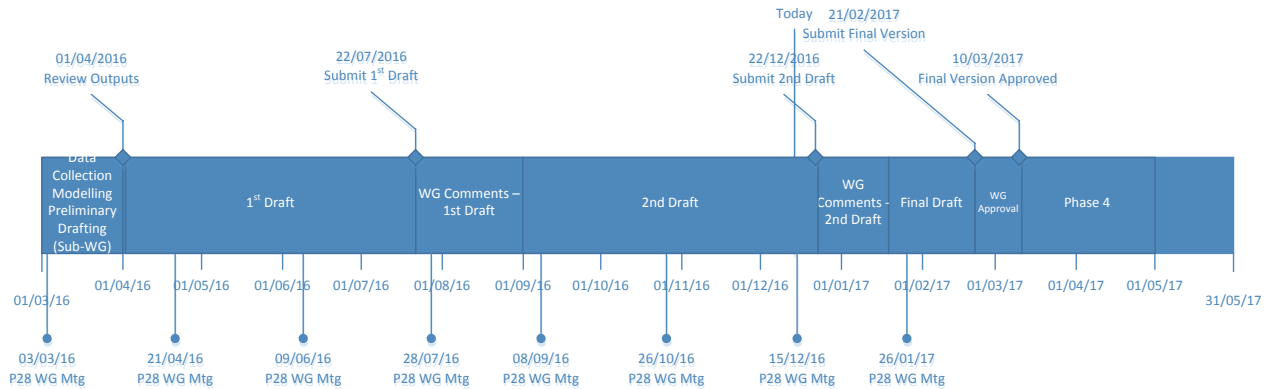 Today
21/02/2017
Submit Final Version
01/04/2016
Review Outputs
22/07/2016
Submit 1st Draft
22/12/2016
Submit 2nd Draft
10/03/2017
Final Version Approved
Data
Collection
Modelling
Preliminary
Drafting
(Sub-WG)
1st Draft
WG Comments –
1st Draft
2nd Draft
WG
Comments -
2nd Draft
Final Draft
WG
Approval
Phase 4
01/03/16
01/04/16
01/05/16
01/06/16
01/07/16
01/08/16
01/09/16
01/10/16
01/11/16
01/12/16
01/01/17
01/02/17
01/03/17
01/04/17
01/05/17
31/05/17
03/03/16
P28 WG Mtg
21/04/16
P28 WG Mtg
09/06/16
P28 WG Mtg
28/07/16
P28 WG Mtg
08/09/16
P28 WG Mtg
26/10/16
P28 WG Mtg
15/12/16
P28 WG Mtg
26/01/17
P28 WG Mtg